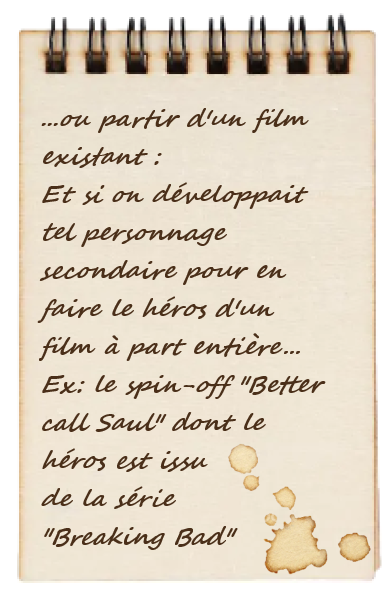 ...ou partir d'un film
existant :
Et si on développait
tel personnage
secondaire pour en
faire le héros d'un
film à part entière...
Ex: le spin-off "Better
call Saul" dont le
héros est issu
de la série
"Breaking Bad"